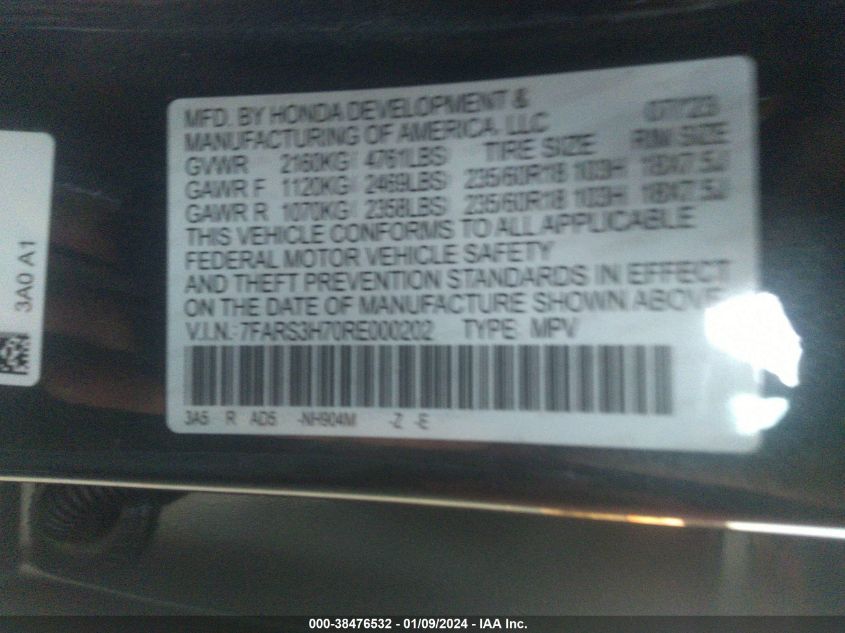 MFD. BY HONDA DEVELOPMENT & 07/23
MANUFACTURING OF AMERICA, LLC
GVWR 2160KG( 4761LBS) TIRE SIZE RIM SIZE
GAWR F 1120KG( 2469LBS) 235/60R18 103H 18X7.5J
GAWR R 1070KG( 2358LBS) 235/60R18 103H 18X7.5J
THIS VEHICLE CONFORMS TO ALL APPLICABLE
FEDERAL MOTOR VEHICLE SAFETY
AND THEFT PREVENTION STANDARDS IN EFFECT
ON THE DATE OF MANUFACTURE SHOWN ABOVE
V.I.N.:7FARS3H70RE000202 TYPE: MPV
3A5 R AD5 -NH904M -Z -E
3A0 A1
000-38476532 - 01/09/2024 - IAA Inc.